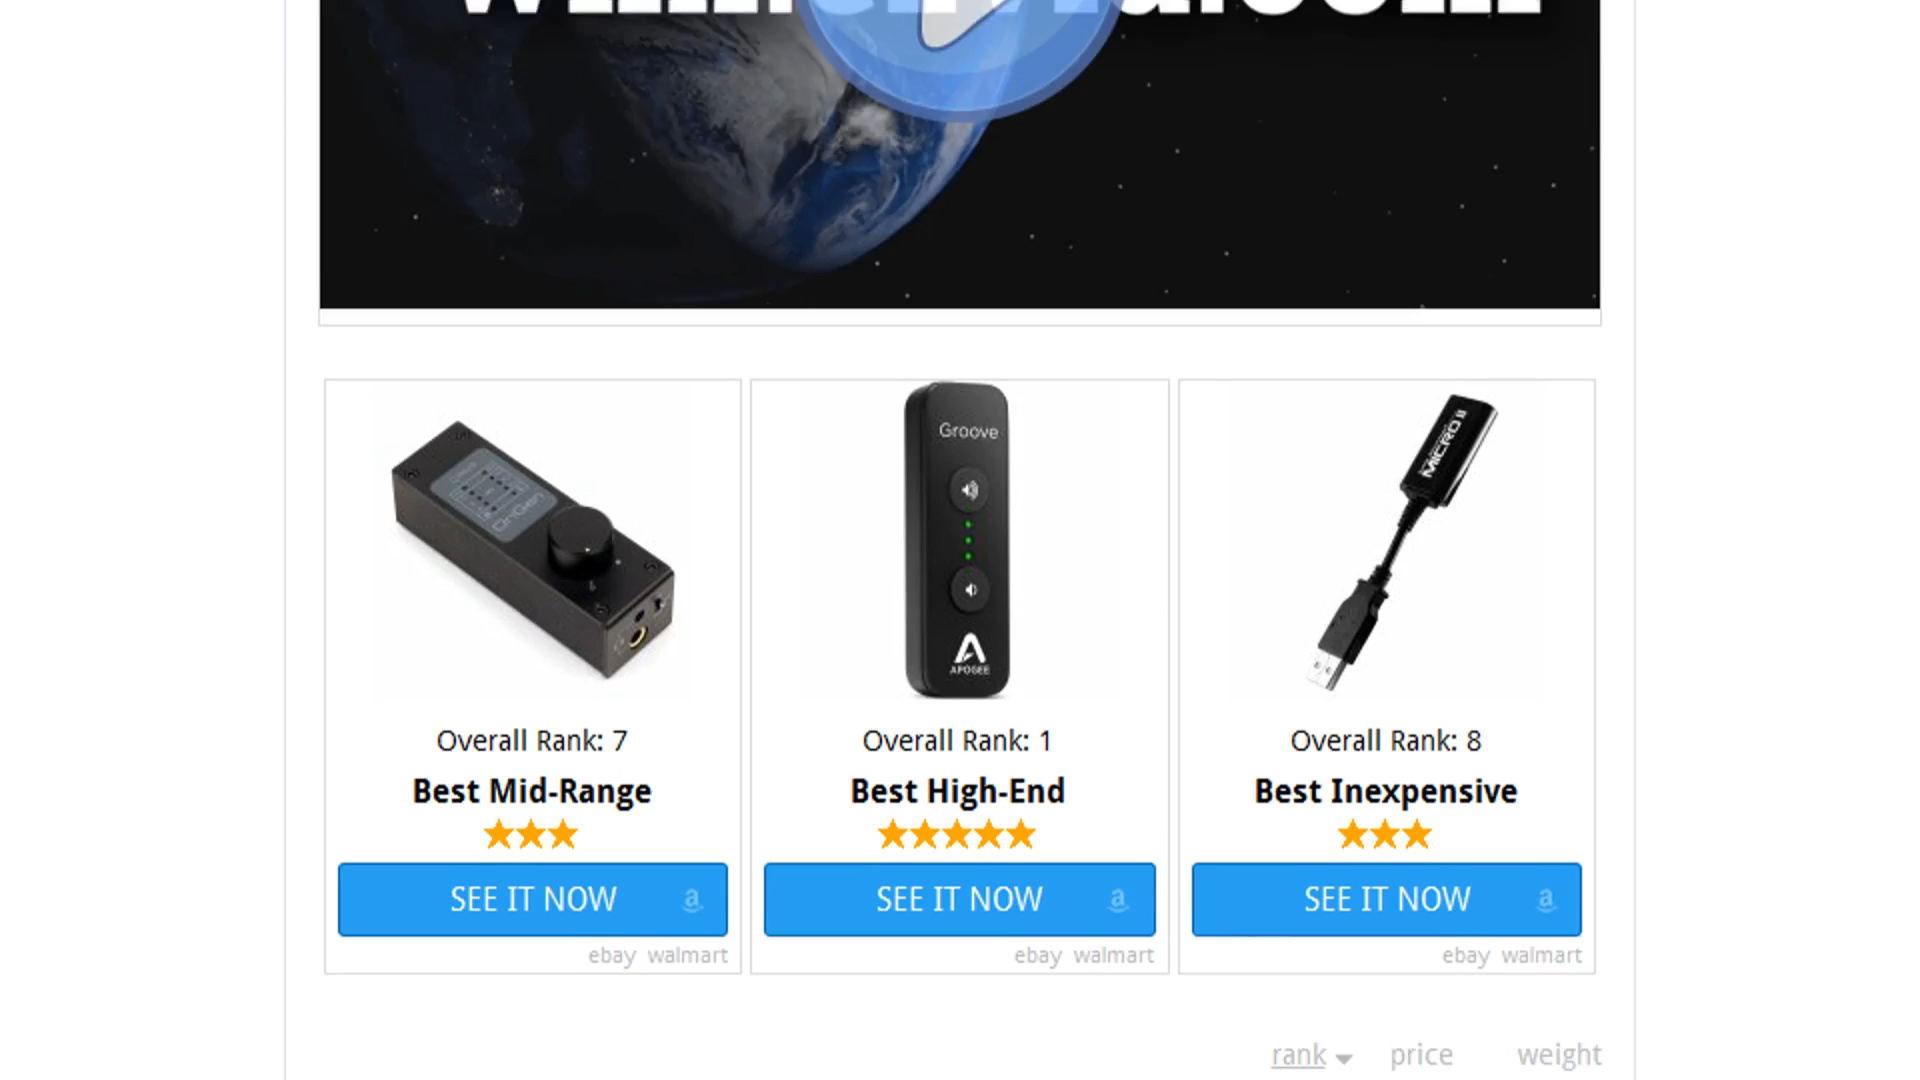 Groove
APOGEE
MICRO II
Overall Rank: 7
Best Mid-Range
SEE IT NOW
ebay walmart
Overall Rank: 1
Best High-End
SEE IT NOW
ebay walmart
Overall Rank: 8
Best Inexpensive
SEE IT NOW
ebay walmart
rank price weight